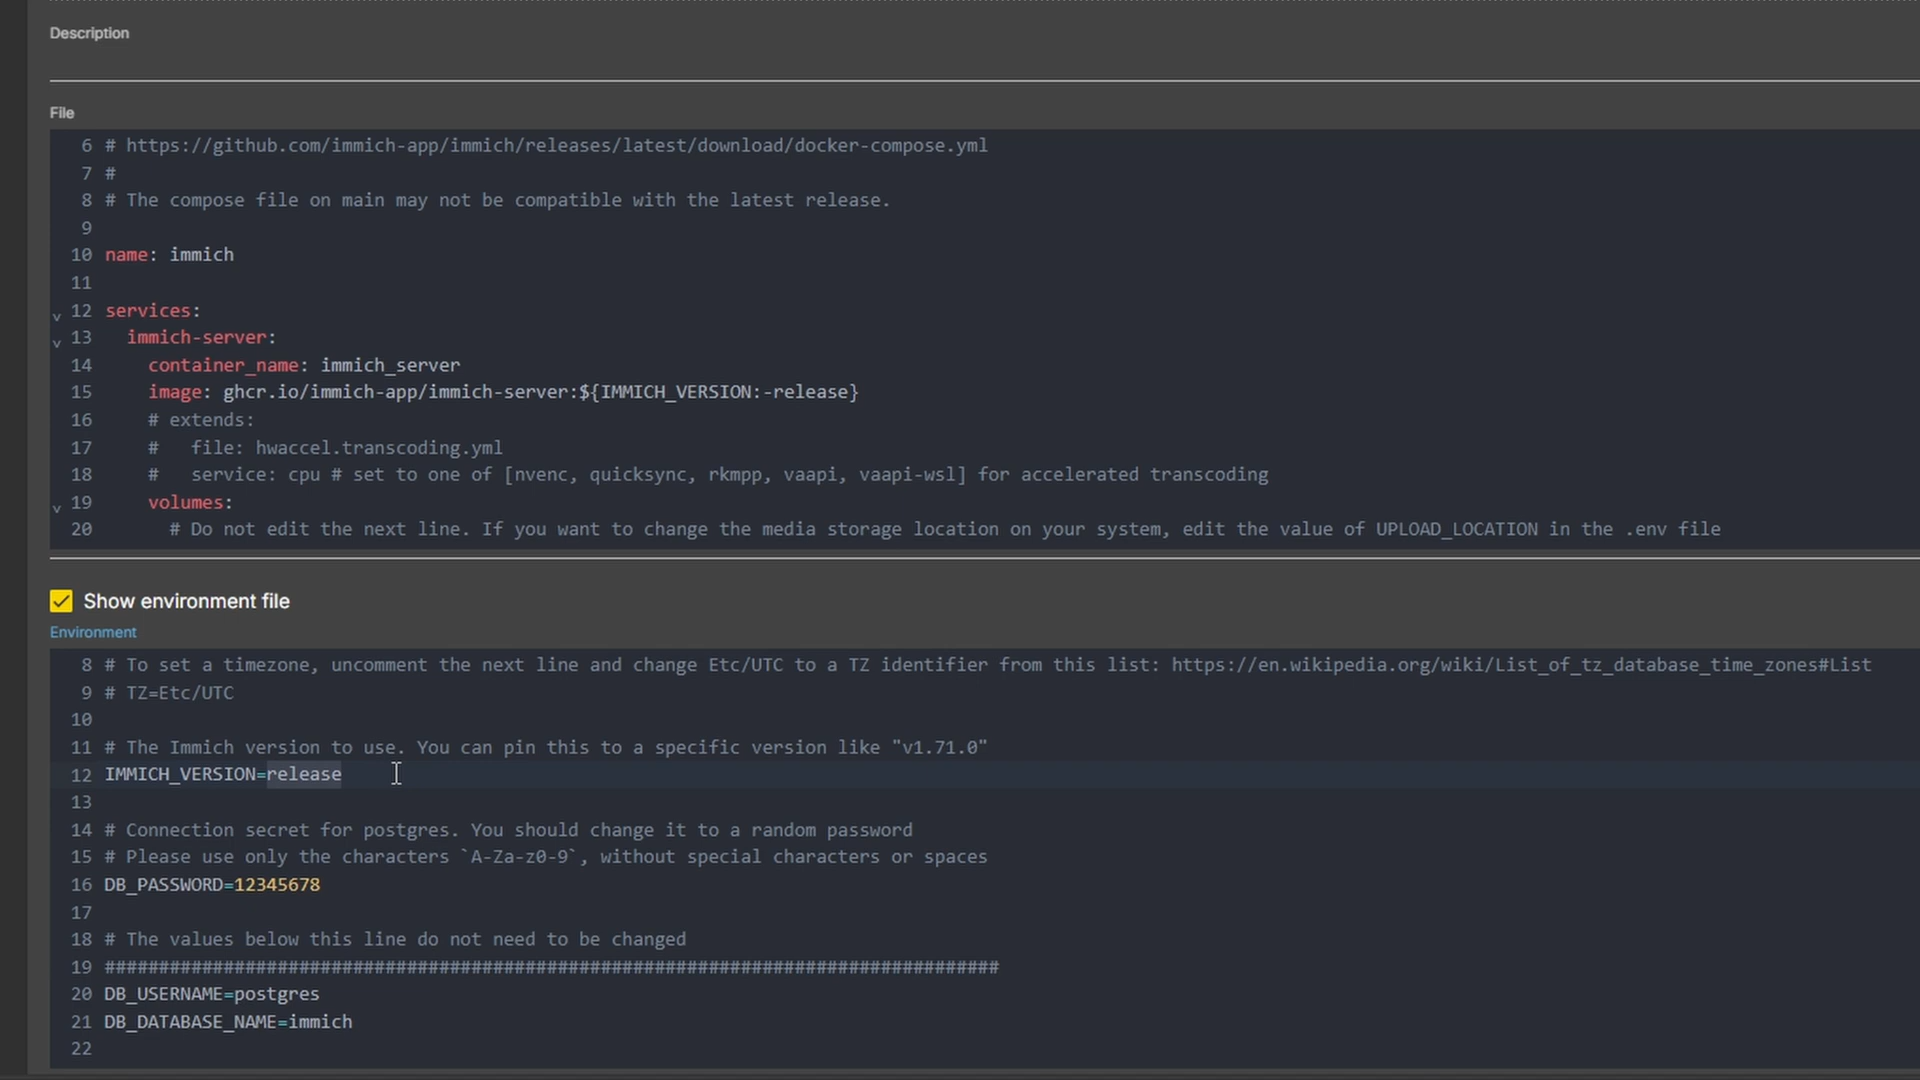 Description
File
6 # https://github.com/immich-app/immich/releases/latest/download/docker-compose.yml
7 #
8 # The compose file on main may not be compatible with the latest release.
9
10 name: immich
11
v 12 services:
v 13   immich-server:
14     container_name: immich_server
15     image: ghcr.io/immich-app/immich-server:${IMMICH_VERSION:-release}
16     # extends:
17     #   file: hwaccel.transcoding.yml
18     #   service: cpu # set to one of [nvenc, quicksync, rkmpp, vaapi, vaapi-wsl] for accelerated transcoding
v 19     volumes:
20       # Do not edit the next line. If you want to change the media storage location on your system, edit the value of UPLOAD_LOCATION in the .env file
Show environment file
Environment
8 # To set a timezone, uncomment the next line and change Etc/UTC to a TZ identifier from this list: https://en.wikipedia.org/wiki/List_of_tz_database_time_zones#List
9 # TZ=Etc/UTC
10
11 # The Immich version to use. You can pin this to a specific version like "v1.71.0"
12 IMMICH_VERSION=release
13
14 # Connection secret for postgres. You should change it to a random password
15 # Please use only the characters `A-Za-z0-9`, without special characters or spaces
16 DB_PASSWORD=12345678
17
18 # The values below this line do not need to be changed
19 ###################################################################################
20 DB_USERNAME=postgres
21 DB_DATABASE_NAME=immich
22